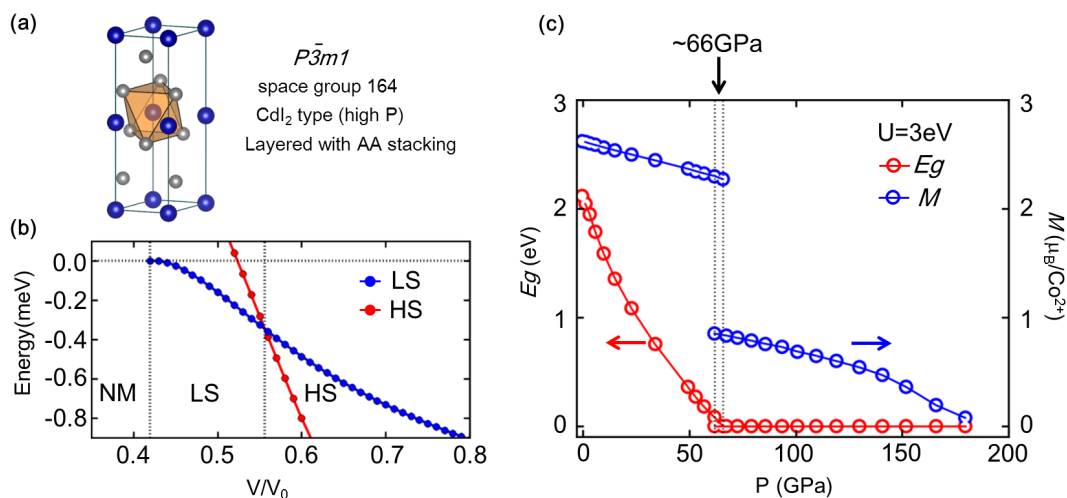 (a)
P3̄m1
space group 164
CdI₂ type (high P)
Layered with AA stacking
(b)
0.0
-0.2
-0.4
-0.6
-0.8
Energy(meV)
LS
HS
NM
LS
HS
0.4
0.5
0.6
0.7
0.8
V/V₀
(c)
~66GPa
3
2
1
0
Eg (eV)
U=3eV
Eg
M
3
2
1
0
M (μB/Co²⁺)
0
50
100
150
200
P (GPa)